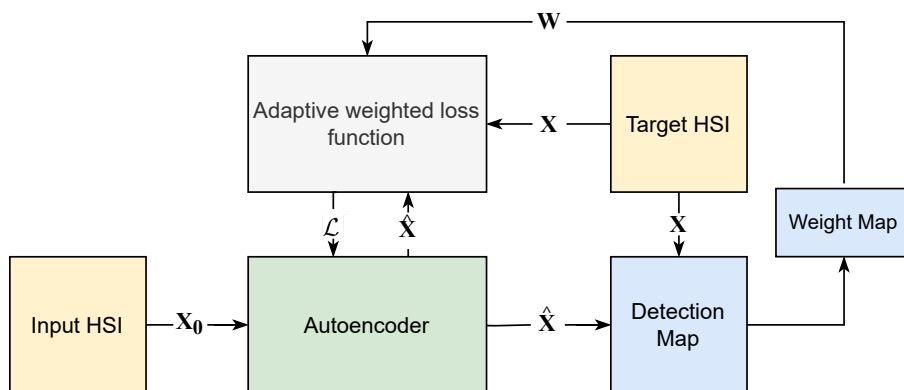 W
Adaptive weighted loss
function
X
Target HSI
ℒ
X̂
X
Weight Map
Input HSI
X₀
Autoencoder
X̂
Detection
Map